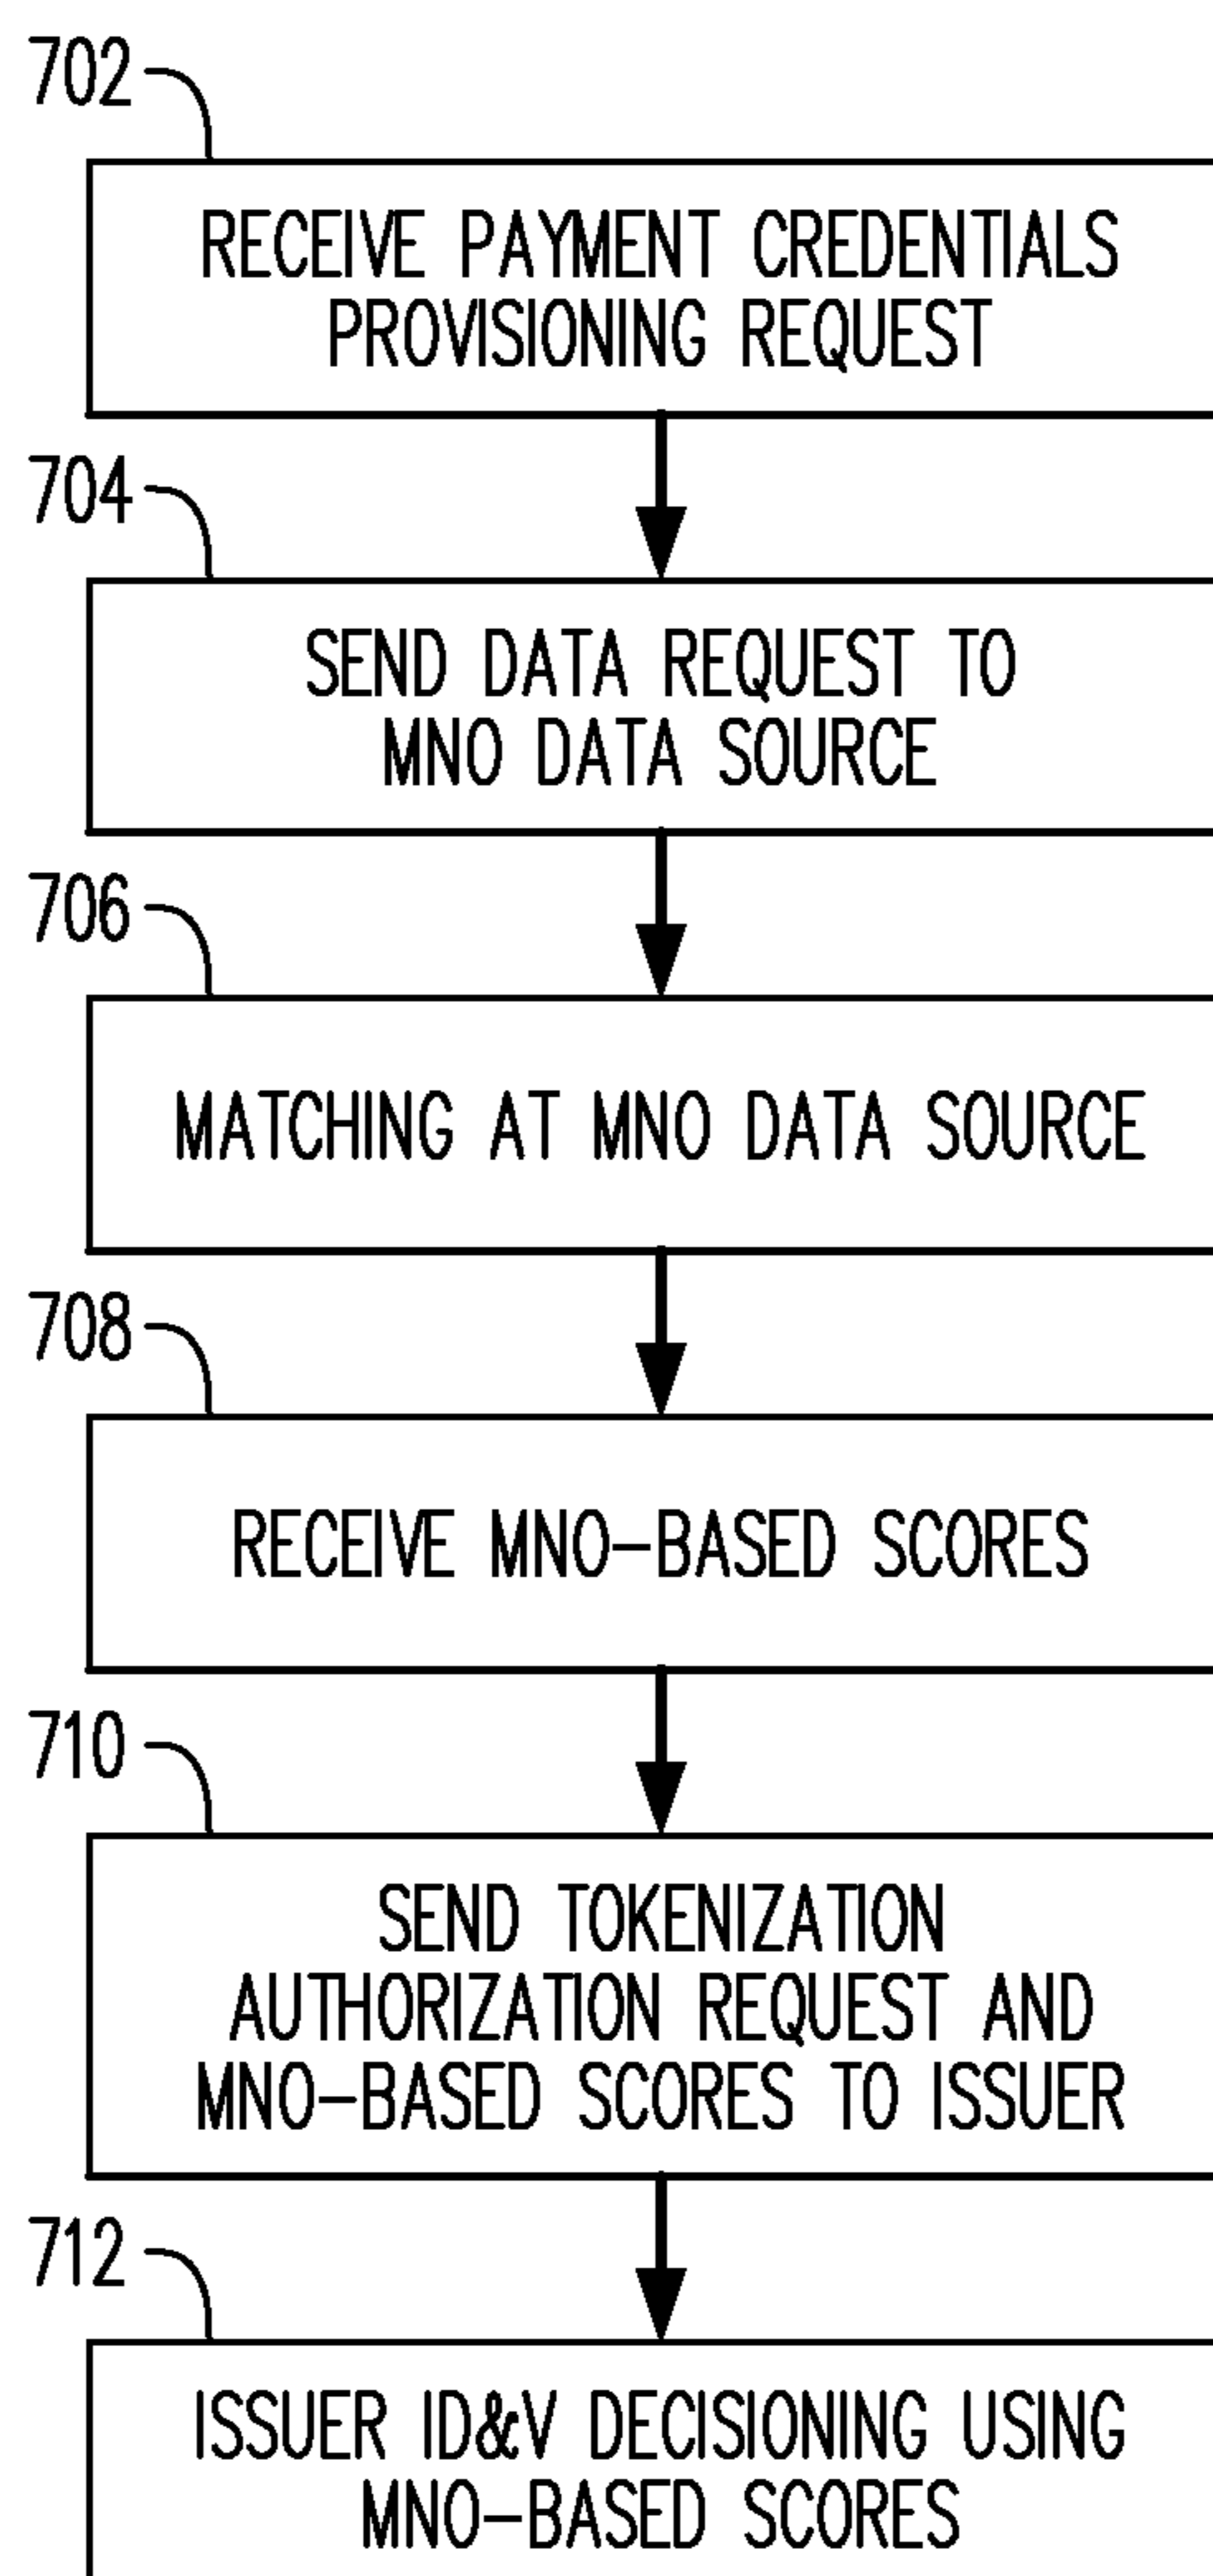 702
RECEIVE PAYMENT CREDENTIALS
PROVISIONING REQUEST
704
SEND DATA REQUEST TO
MNO DATA SOURCE
706
MATCHING AT MNO DATA SOURCE
708
RECEIVE MNO-BASED SCORES
710
SEND TOKENIZATION
AUTHORIZATION REQUEST AND
MNO-BASED SCORES TO ISSUER
712
ISSUER ID&V DECISIONING USING
MNO-BASED SCORES